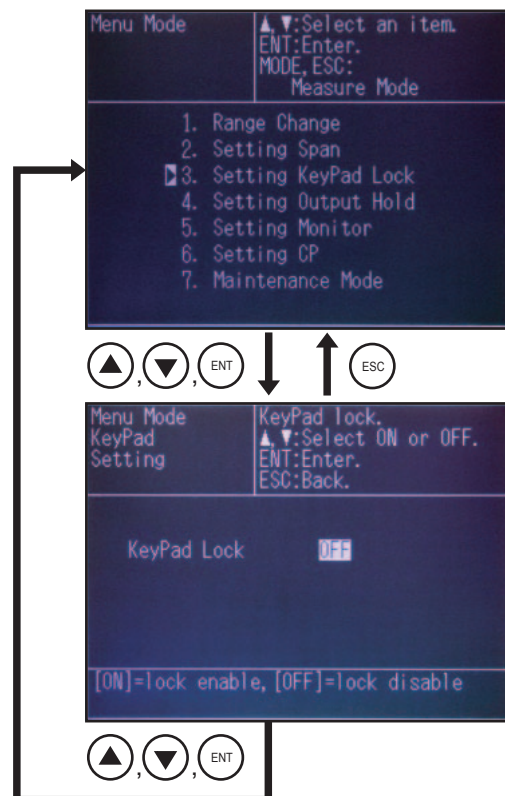 Menu Mode
▲,▼:Select an item.
ENT:Enter.
MODE,ESC:
Measure Mode
1. Range Change
2. Setting Span
3. Setting KeyPad Lock
4. Setting Output Hold
5. Setting Monitor
6. Setting CP
7. Maintenance Mode
▲,▼,ENT
ESC
Menu Mode
KeyPad
Setting
KeyPad lock.
▲,▼:Select ON or OFF.
ENT:Enter.
ESC:Back.
KeyPad Lock OFF
[ON]=lock enable,[OFF]=lock disable
▲,▼,ENT